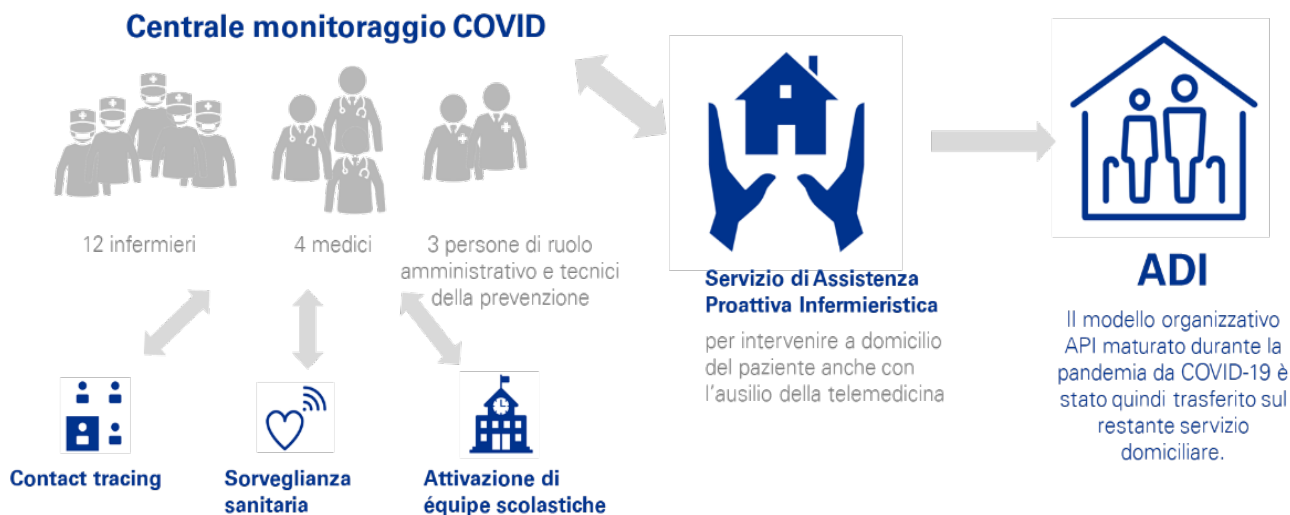 Centrale monitoraggio COVID
12 infermieri
4 medici
3 persone di ruolo
amministrativo e tecnici
della prevenzione
Contact tracing
Sorveglianza
sanitaria
Attivazione di
équipe scolastiche
Servizio di Assistenza
Proattiva Infermieristica
per intervenire a domicilio
del paziente anche con
l'ausilio della telemedicina
ADI
Il modello organizzativo
API maturato durante la
pandemia da COVID-19 è
stato quindi trasferito sul
restante servizio
domiciliare.